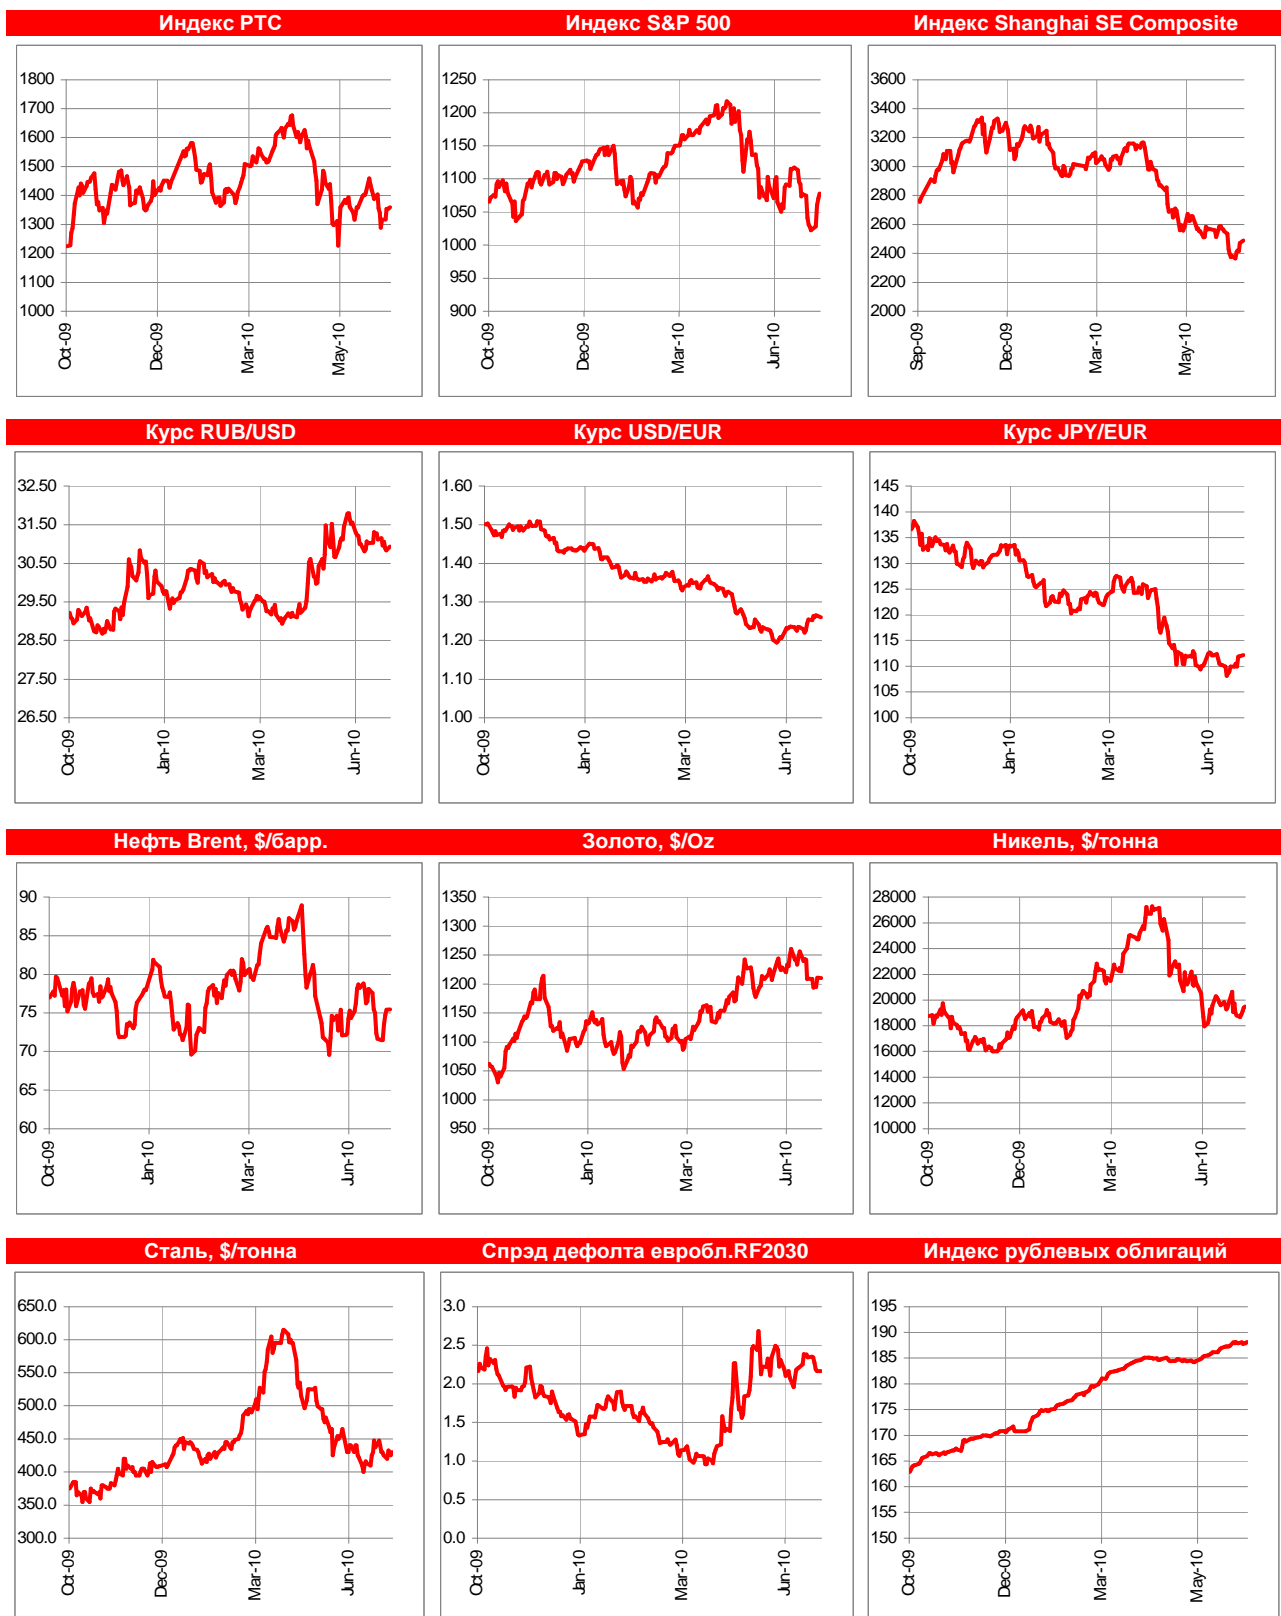 Индекс РТС
1800
1700
1600
1500
1400
1300
1200
1100
1000
Oct-09
Dec-09
Mar-10
May-10
Индекс S&P 500
1250
1200
1150
1100
1050
1000
950
900
Oct-09
Dec-09
Mar-10
Jun-10
Индекс Shanghai SE Composite
3600
3400
3200
3000
2800
2600
2400
2200
2000
Sep-09
Dec-09
Mar-10
May-10
Курс RUB/USD
32.50
31.50
30.50
29.50
28.50
27.50
26.50
Oct-09
Jan-10
Mar-10
Jun-10
Курс USD/EUR
1.60
1.50
1.40
1.30
1.20
1.10
1.00
Oct-09
Jan-10
Mar-10
Jun-10
Курс JPY/EUR
145
140
135
130
125
120
115
110
105
100
Oct-09
Jan-10
Mar-10
Jun-10
Нефть Brent, $/барр.
90
85
80
75
70
65
60
Oct-09
Jan-10
Mar-10
Jun-10
Золото, $/Oz
1350
1300
1250
1200
1150
1100
1050
1000
950
Oct-09
Jan-10
Mar-10
Jun-10
Никель, $/тонна
28000
26000
24000
22000
20000
18000
16000
14000
12000
10000
Oct-09
Dec-09
Mar-10
Jun-10
Сталь, $/тонна
650.0
600.0
550.0
500.0
450.0
400.0
350.0
300.0
Oct-09
Dec-09
Mar-10
Jun-10
Спрэд дефолта евробл.RF2030
3.0
2.5
2.0
1.5
1.0
0.5
0.0
Oct-09
Jan-10
Mar-10
Jun-10
Индекс рублевых облигаций
195
190
185
180
175
170
165
160
155
150
Oct-09
Dec-09
Mar-10
May-10